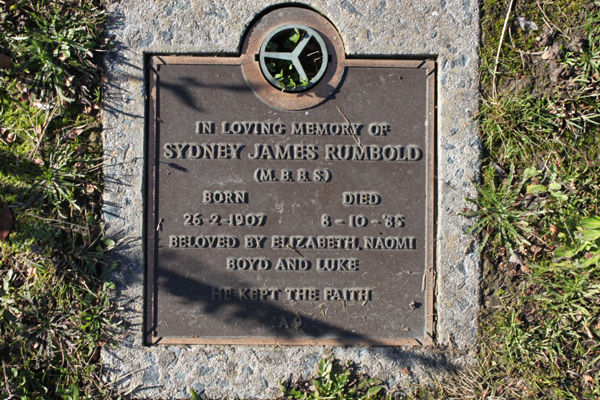 IN LOVING MEMORY OF
SYDNEY JAMES RUMBOLD
(M.B.B.S)
BORN DIED
26-2-1907 8-10-'85
BELOVED BY ELIZABETH, NAOMI
BOYD AND LUKE
HE KEPT THE FAITH